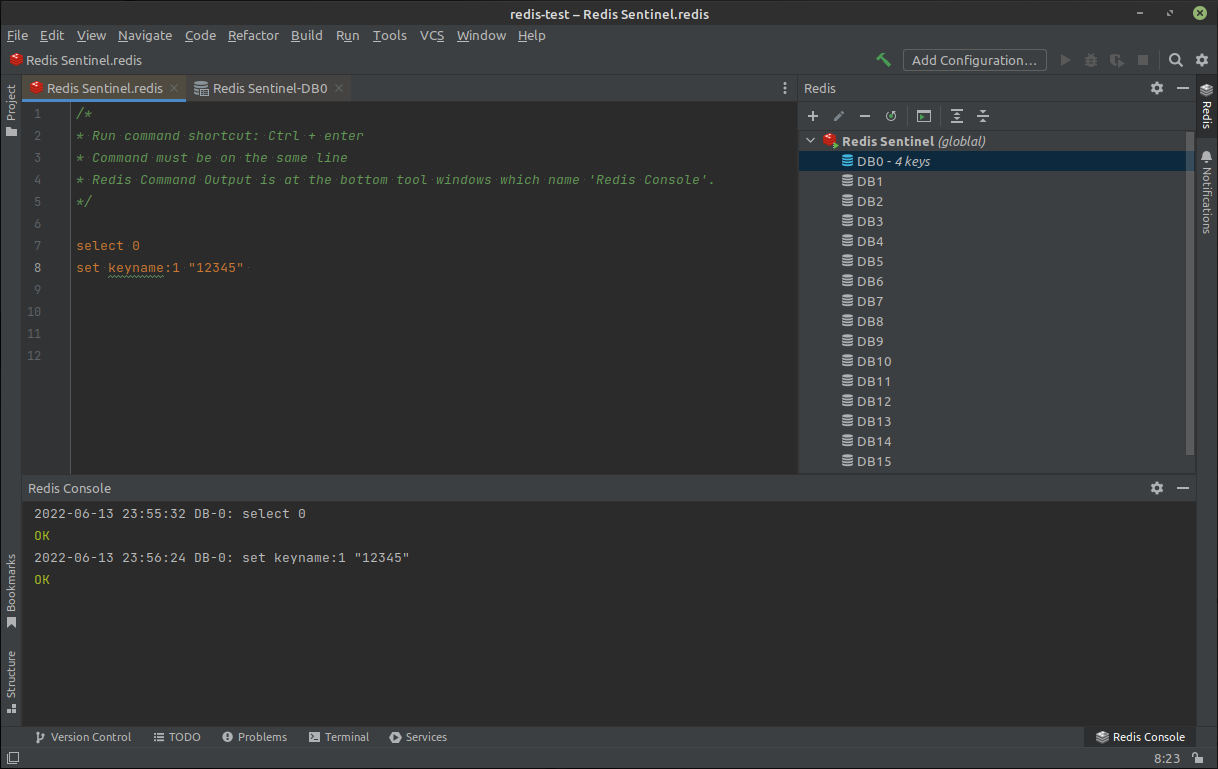 redis-test – Redis Sentinel.redis
File Edit View Navigate Code Refactor Build Run Tools VCS Window Help
Redis Sentinel.redis
Add Configuration...
Project
Redis Sentinel.redis
Redis Sentinel-DB0
1 /*
2 * Run command shortcut: Ctrl + enter
3 * Command must be on the same line
4 * Redis Command Output is at the bottom tool windows which name 'Redis Console'.
5 */
6
7 select 0
8 set keyname:1 "12345"
9
10
11
12
Redis
Redis Sentinel (globlal)
DB0 - 4 keys
DB1
DB2
DB3
DB4
DB5
DB6
DB7
DB8
DB9
DB10
DB11
DB12
DB13
DB14
DB15
Redis
Notifications
Redis Console
2022-06-13 23:55:32 DB-0: select 0
OK
2022-06-13 23:56:24 DB-0: set keyname:1 "12345"
OK
Bookmarks
Structure
Version Control TODO Problems Terminal Services Redis Console
8:23